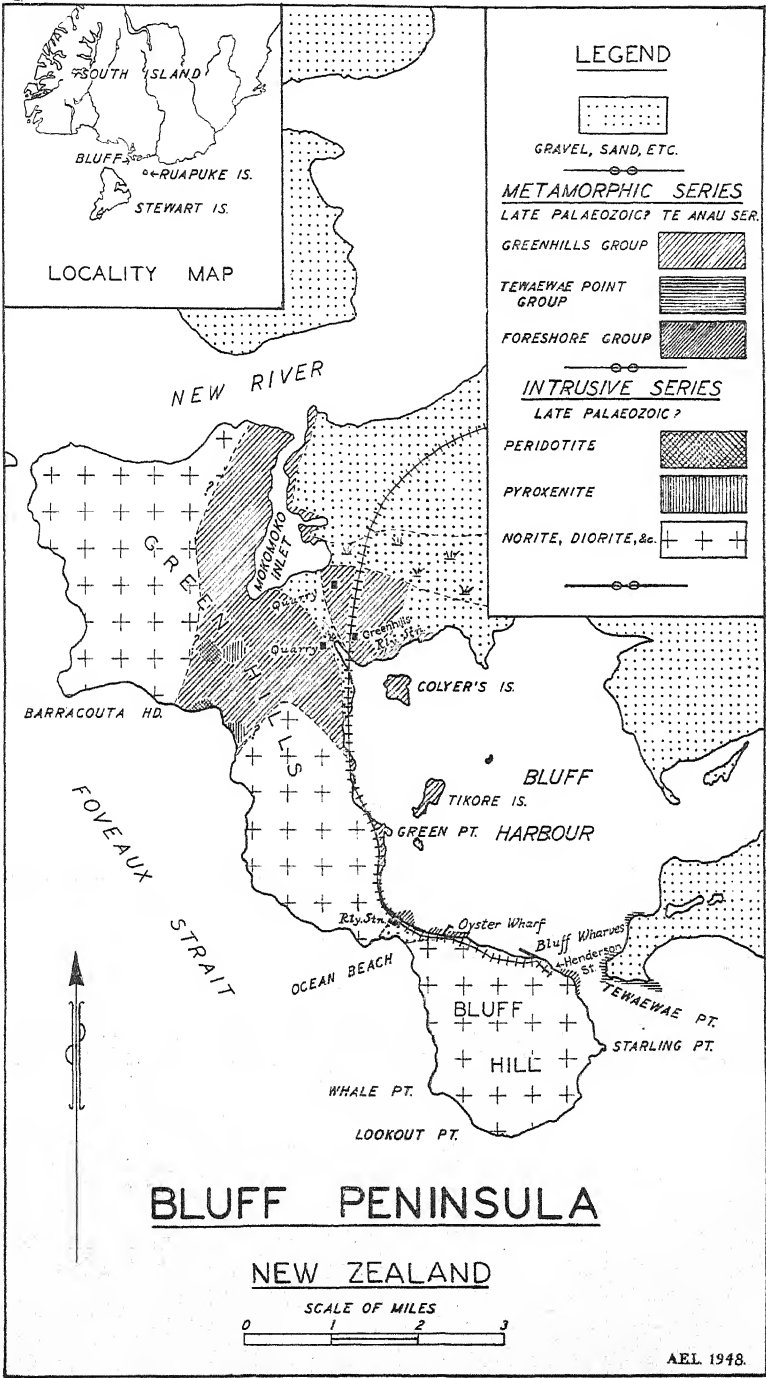 SOUTH ISLAND
BLUFF
RUAPUKE IS.
STEWART IS.
LOCALITY MAP
LEGEND
GRAVEL, SAND, ETC.
METAMORPHIC SERIES
LATE PALAEOZOIC? TE ANAU SER.
GREENHILLS GROUP
TEWAEWAE POINT
GROUP
FORESHORE GROUP
INTRUSIVE SERIES
LATE PALAEOZOIC?
PERIDOTITE
PYROXENITE
NORITE, DIORITE, &c.
NEW RIVER
MOKOMOKO
INLET
GREEN HILLS
Quarry
Quarry
Greenhills
Rly. Stn.
COLYER'S IS.
BARRACOUTA HD.
BLUFF
HARBOUR
TIKORE IS.
GREEN PT.
FOVEAUX
STRAIT
Rly. Stn.
Oyster Wharf
Bluff Wharves
Henderson
St.
OCEAN BEACH
TEWAEWAE PT.
BLUFF
HILL
STARLING PT.
WHALE PT.
LOOKOUT PT.
BLUFF PENINSULA
NEW ZEALAND
SCALE OF MILES
0 1 2 3
AEL. 1948.